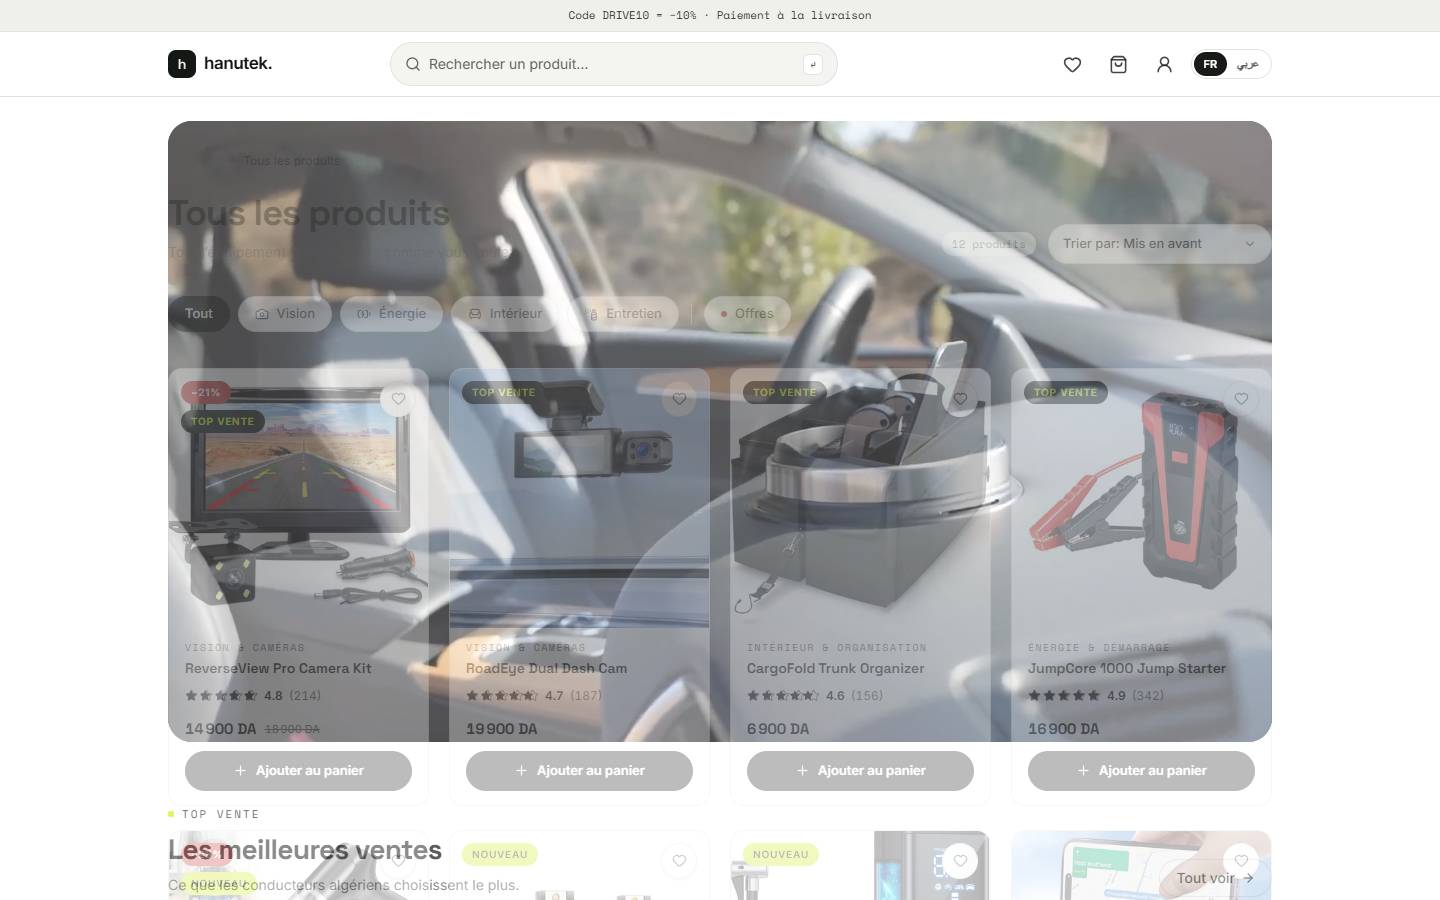 Code DRIVE10 = −10% · Paiement à la livraison
h hanutek.
Rechercher un produit…
FR عربي
Tous les produits
Tous les produits
12 produits
Trier par: Mis en avant
Tout Vision Énergie Intérieur Entretien Offres
−21%
TOP VENTE
TOP VENTE
TOP VENTE
TOP VENTE
VISION & CAMÉRAS
ReverseView Pro Camera Kit
4.8 (214)
14 900 DA 18 900 DA
Ajouter au panier
VISION & CAMÉRAS
RoadEye Dual Dash Cam
4.7 (187)
19 900 DA
Ajouter au panier
INTÉRIEUR & ORGANISATION
CargoFold Trunk Organizer
4.6 (156)
6 900 DA
Ajouter au panier
ÉNERGIE & DÉMARRAGE
JumpCore 1000 Jump Starter
4.9 (342)
16 900 DA
Ajouter au panier
TOP VENTE
Les meilleures ventes
Ce que les conducteurs algériens choisissent le plus.
Tout voir
NOUVEAU
NOUVEAU
NOUVEAU